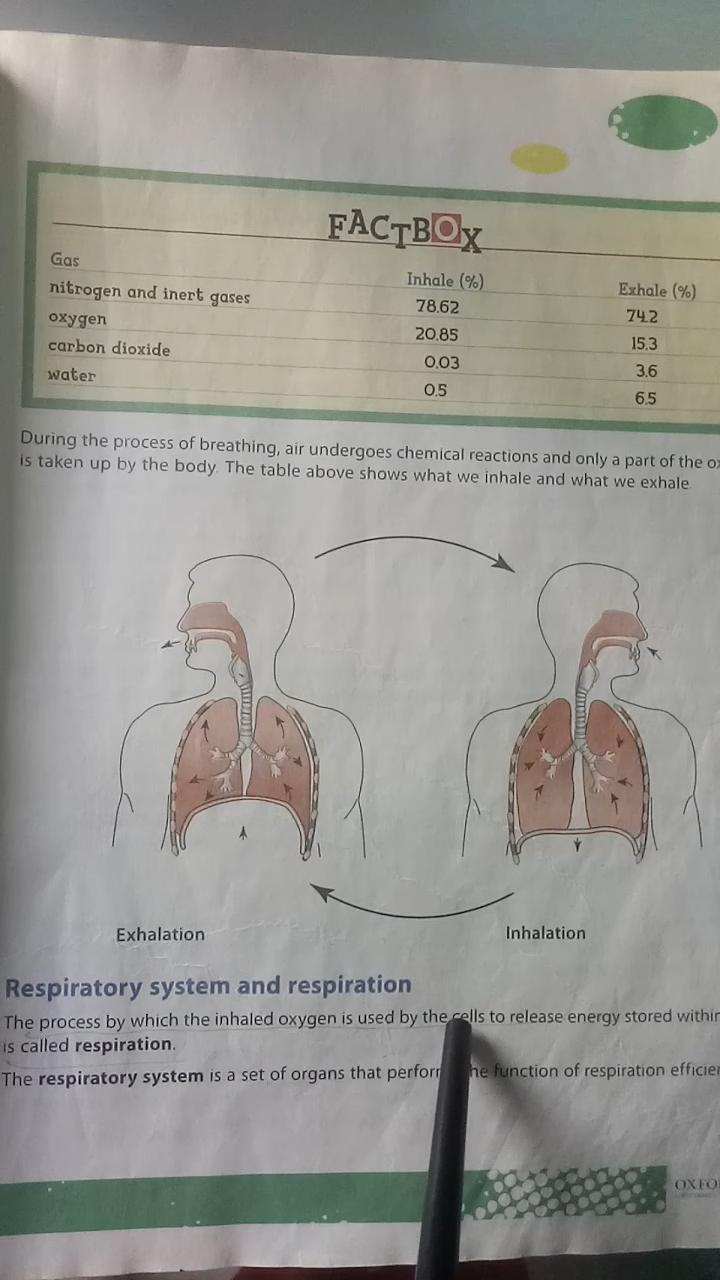 FACTBOX
Gas Inhale (%) Exhale (%)
nitrogen and inert gases 78.62 74.2
oxygen 20.85 15.3
carbon dioxide 0.03 3.6
water 0.5 6.5
During the process of breathing, air undergoes chemical reactions and only a part of the
is taken up by the body. The table above shows what we inhale and what we exhale.
Exhalation
Inhalation
Respiratory system and respiration
The process by which the inhaled oxygen is used by the cells to release energy stored
is called respiration.
The respiratory system is a set of organs that function of respiration